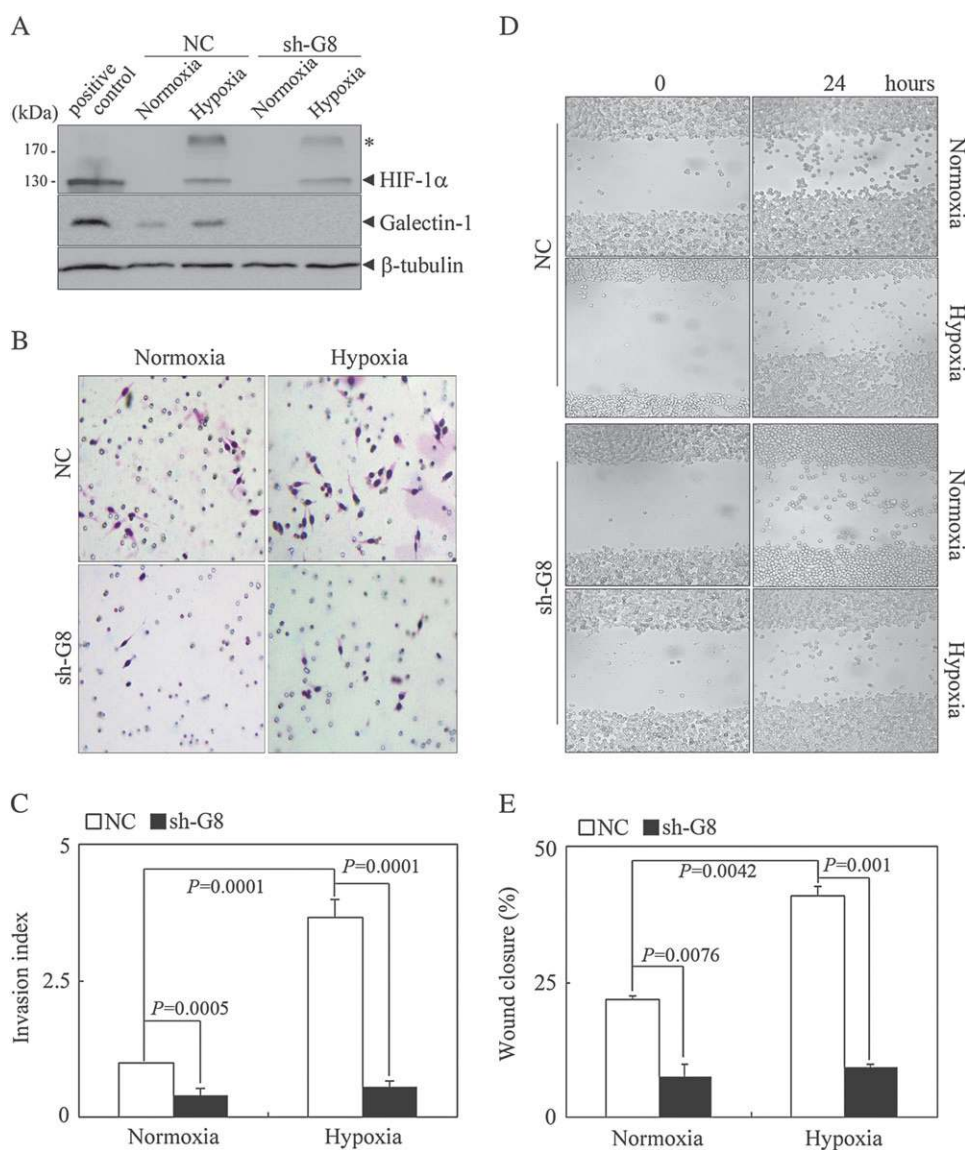 A
NC
sh-G8
positive control
Normoxia
Hypoxia
Normoxia
Hypoxia
(kDa)
170
*
130
HIF-1α
Galectin-1
β-tubulin
B
Normoxia
Hypoxia
NC
sh-G8
C
NC
sh-G8
5
P=0.0001
P=0.0001
Invasion index
2.5
P=0.0005
0
Normoxia
Hypoxia
D
0
24
hours
NC
Normoxia
Hypoxia
sh-G8
Normoxia
Hypoxia
E
NC
sh-G8
50
P=0.0042
P=0.001
Wound closure (%)
P=0.0076
25
0
Normoxia
Hypoxia